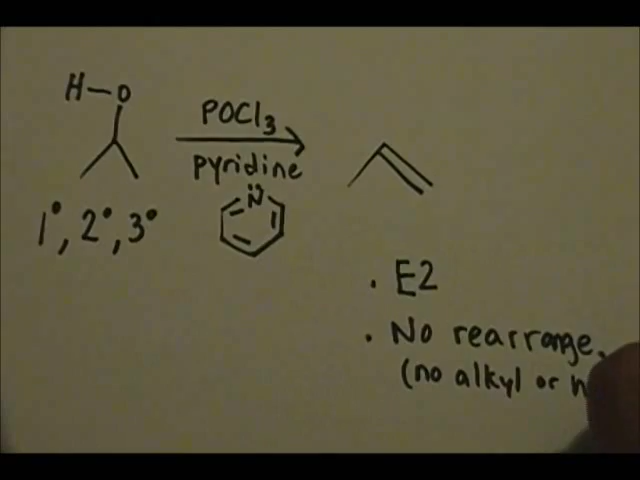 H-O
POCl3
pyridine
N
1°, 2°, 3°
· E2
· No rearrange.
(no alkyl or